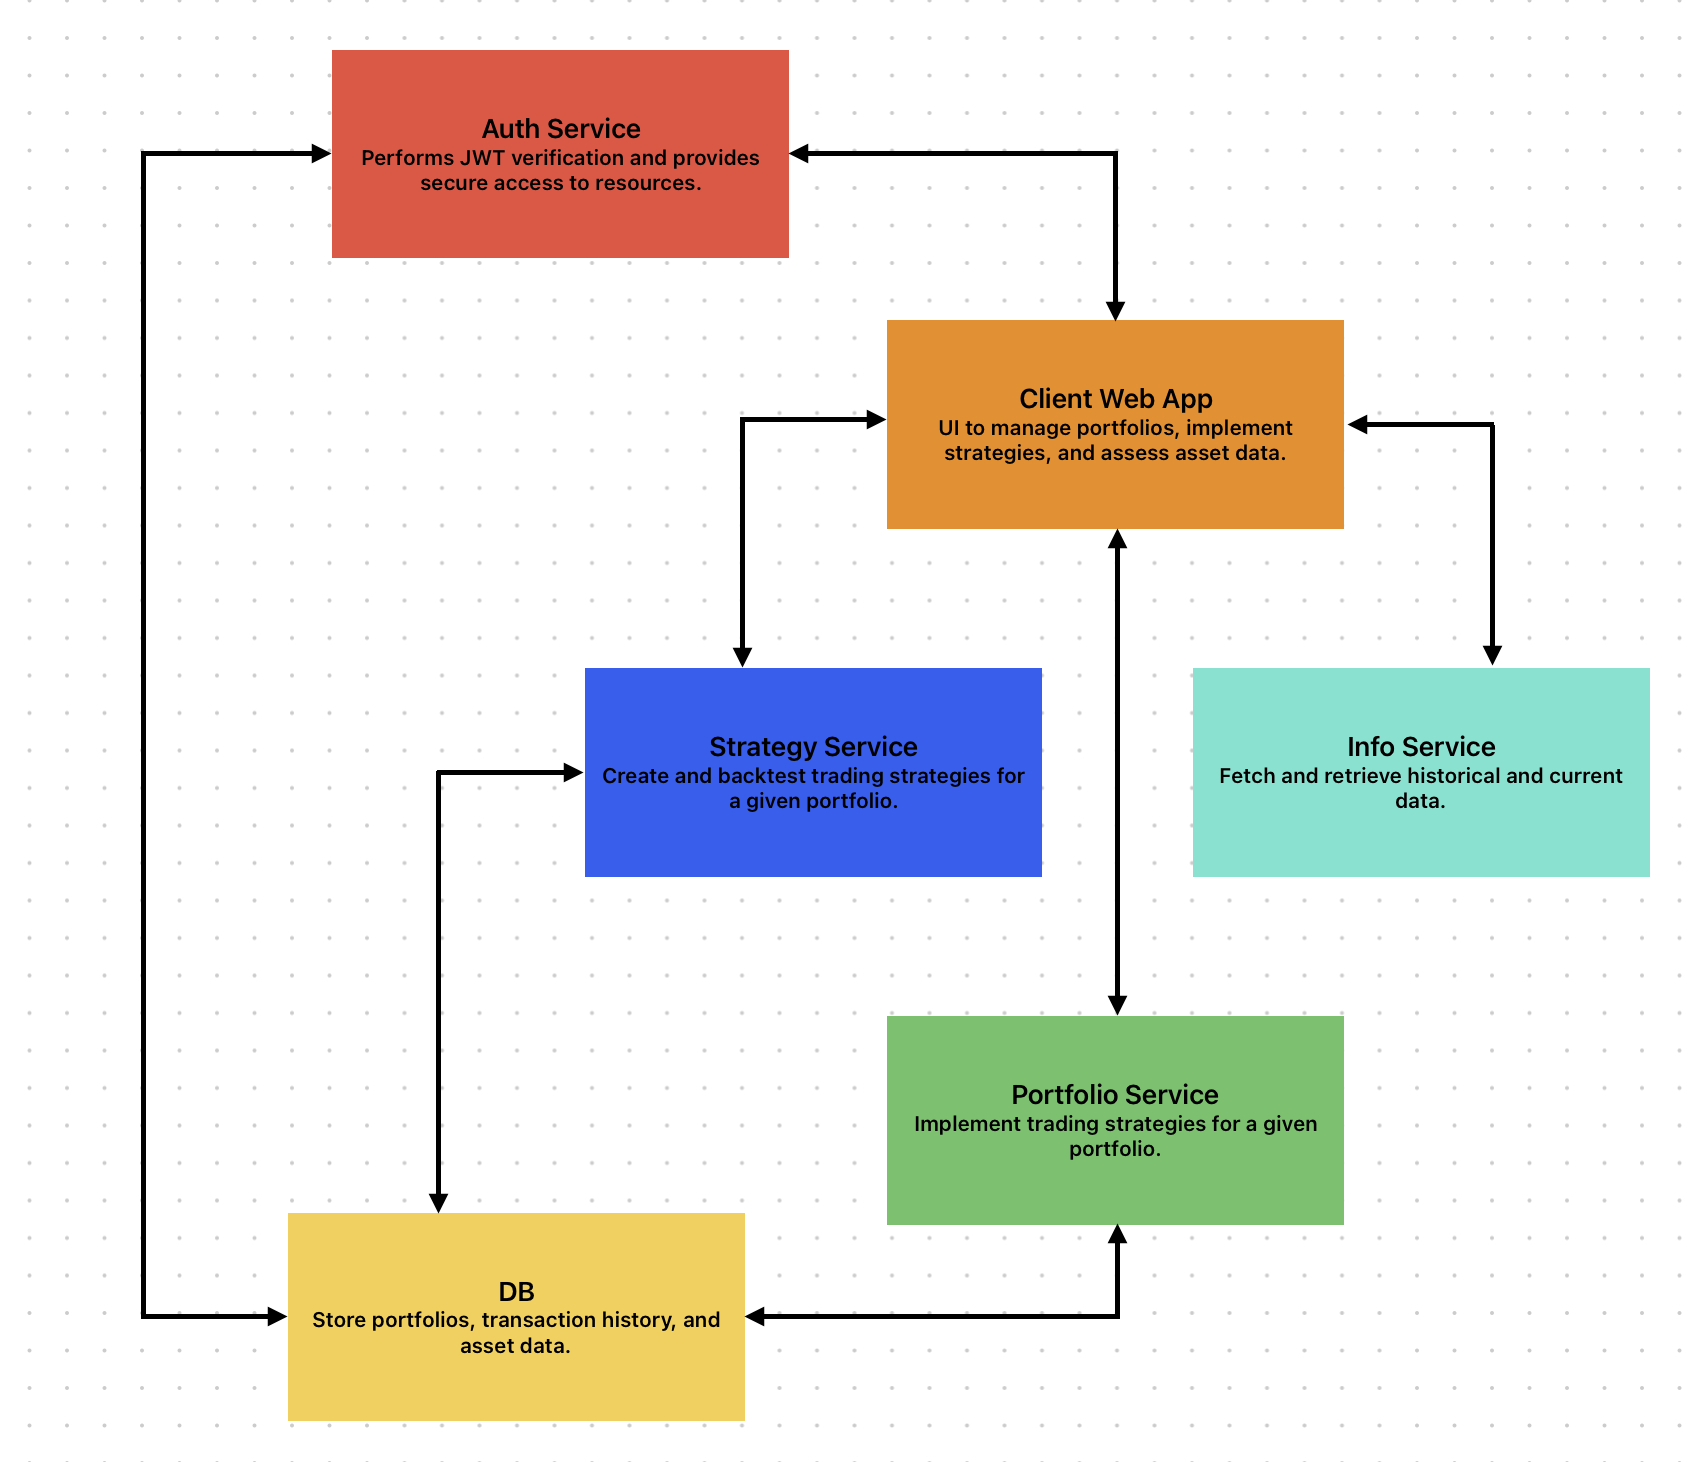 Auth Service
Performs JWT verification and provides
secure access to resources.
Client Web App
UI to manage portfolios, implement
strategies, and assess asset data.
Strategy Service
Create and backtest trading strategies for
a given portfolio.
Info Service
Fetch and retrieve historical and current
data.
Portfolio Service
Implement trading strategies for a given
portfolio.
DB
Store portfolios, transaction history, and
asset data.